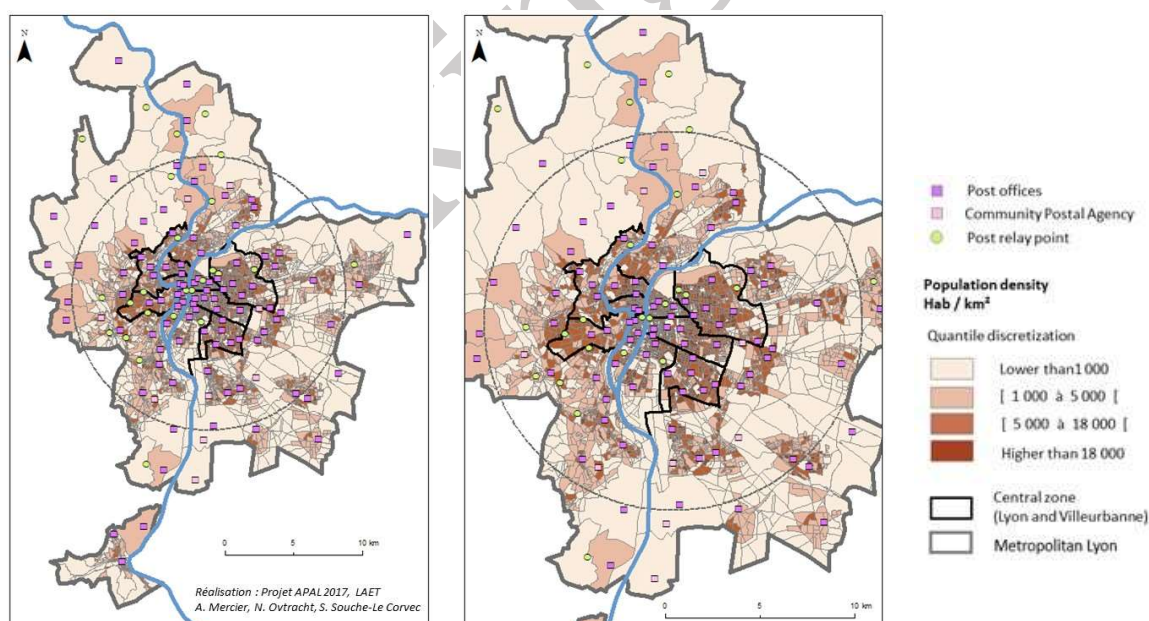 N
0 5 10 km
Réalisation : Projet APAL 2017, LAET
A. Mercier, N. Ovtracht, S. Souche-Le Corvec
N
0 5 10 km
Post offices
Community Postal Agency
Post relay point
Population density
Hab / km²
Quantile discretization
Lower than1 000
[ 1 000 à 5 000 [
[ 5 000 à 18 000 [
Higher than 18 000
Central zone
(Lyon and Villeurbanne)
Metropolitan Lyon